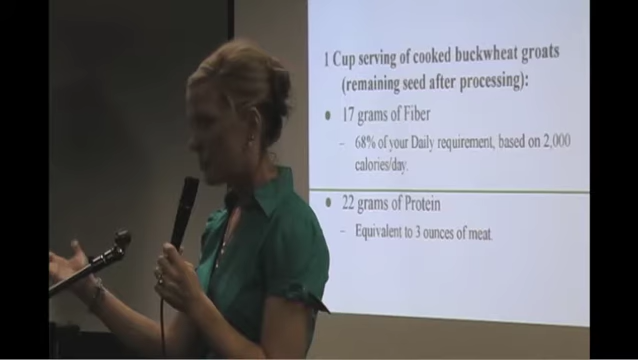 1 Cup serving of cooked buckwheat groats
(remaining seed after processing):
• 17 grams of Fiber
– 68% of your Daily requirement, based on 2,000
calories/day.
• 22 grams of Protein
– Equivalent to 3 ounces of meat.